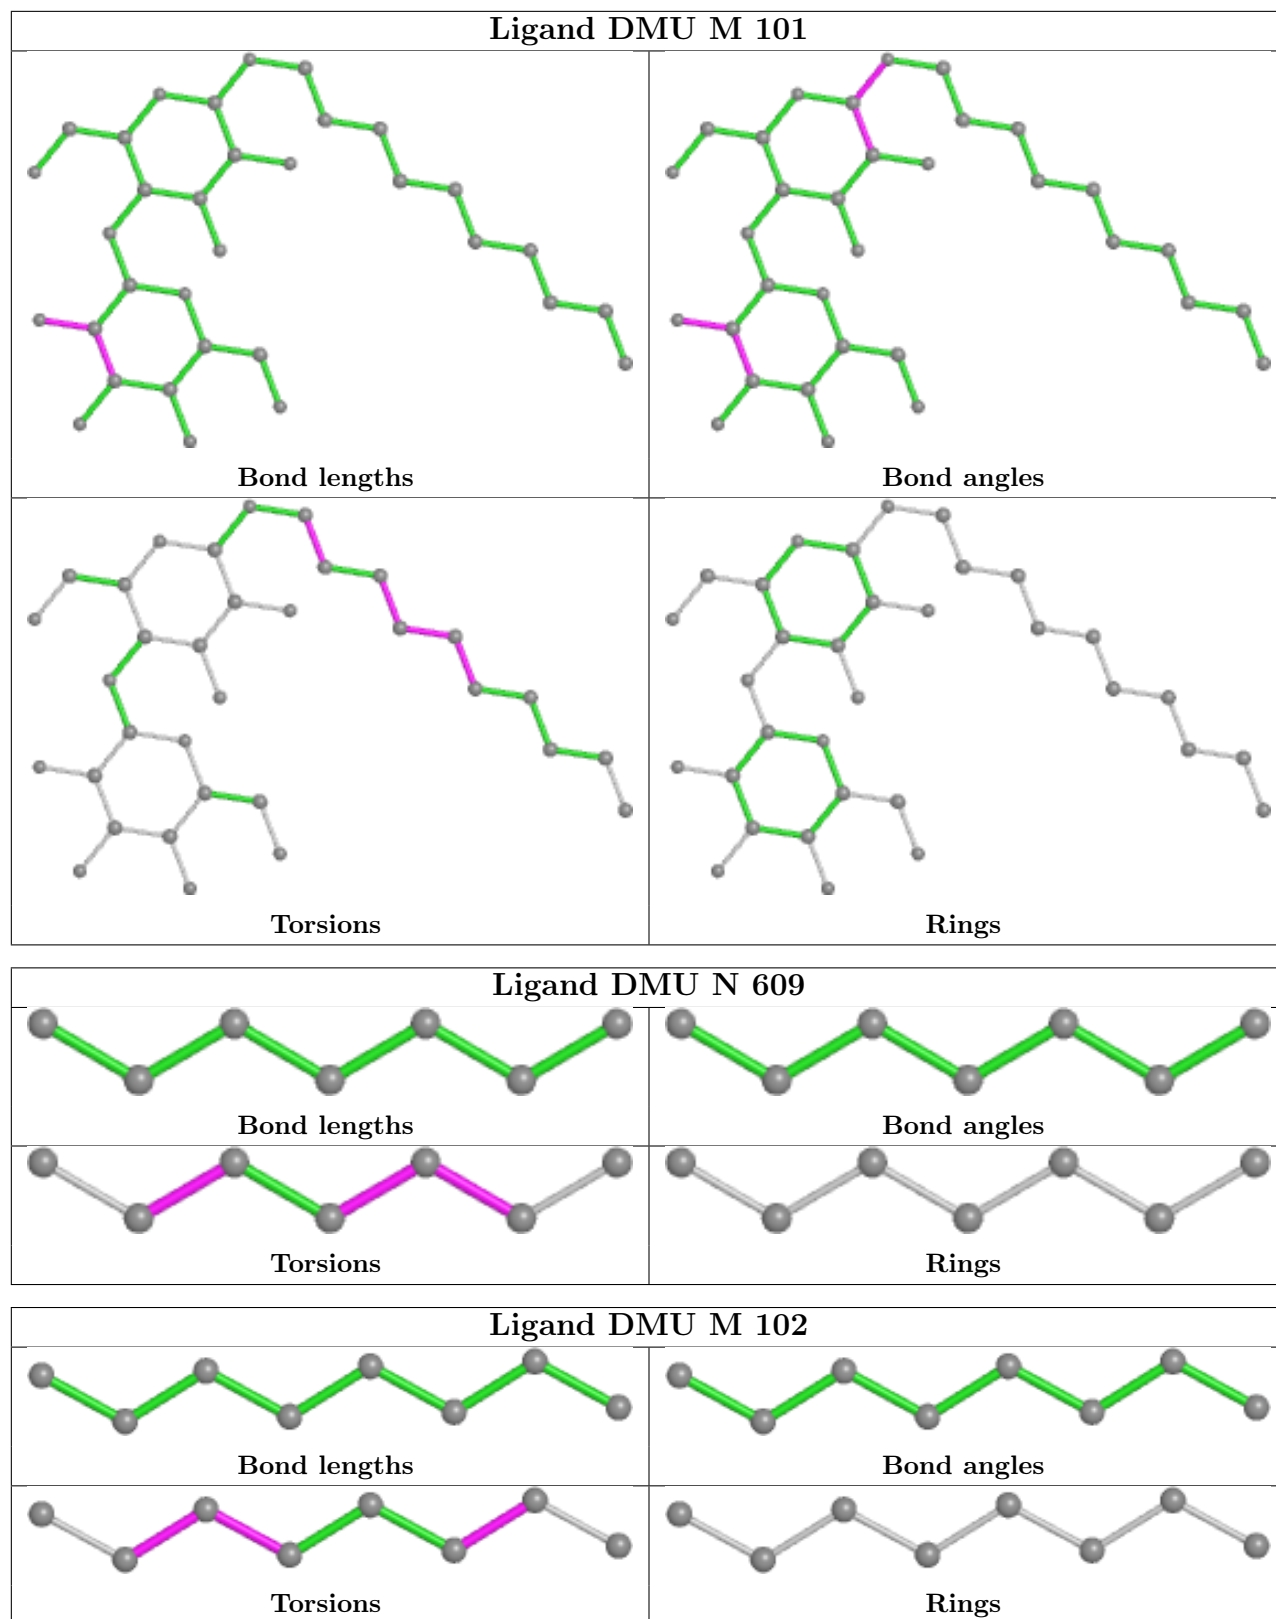 Ligand DMU M 101
Bond lengths
Bond angles
Torsions
Rings
Ligand DMU N 609
Bond lengths
Bond angles
Torsions
Rings
Ligand DMU M 102
Bond lengths
Bond angles
Torsions
Rings